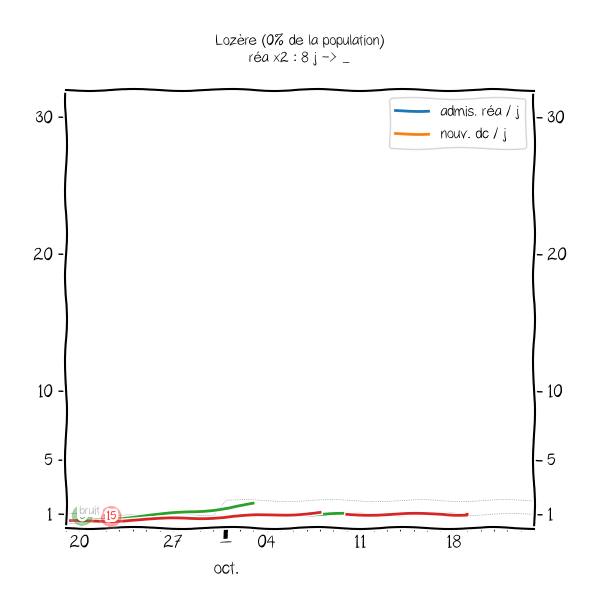 Lozère (0% de la population)
réa x2 : 8 j -> _
admis. réa / j
nouv. dc / j
30
30
20
20
10
10
5
5
bruit
15
1
1
20
27
1
04
11
18
oct.